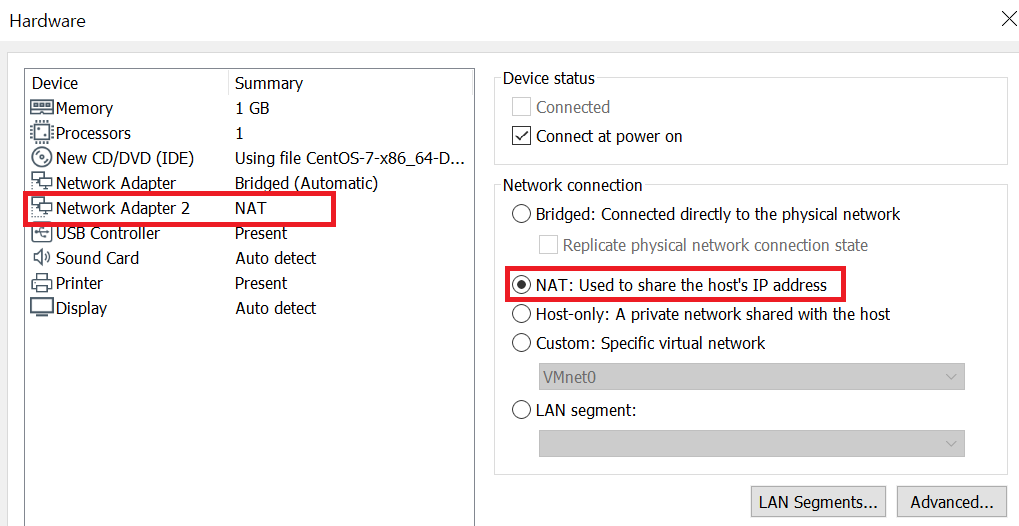 Hardware
Device Summary
Memory 1 GB
Processors 1
New CD/DVD (IDE) Using file CentOS-7-x86_64-D...
Network Adapter Bridged (Automatic)
Network Adapter 2 NAT
USB Controller Present
Sound Card Auto detect
Printer Present
Display Auto detect
Device status
Connected
Connect at power on
Network connection
Bridged: Connected directly to the physical network
Replicate physical network connection state
NAT: Used to share the host's IP address
Host-only: A private network shared with the host
Custom: Specific virtual network
VMnet0
LAN segment:
LAN Segments... Advanced...